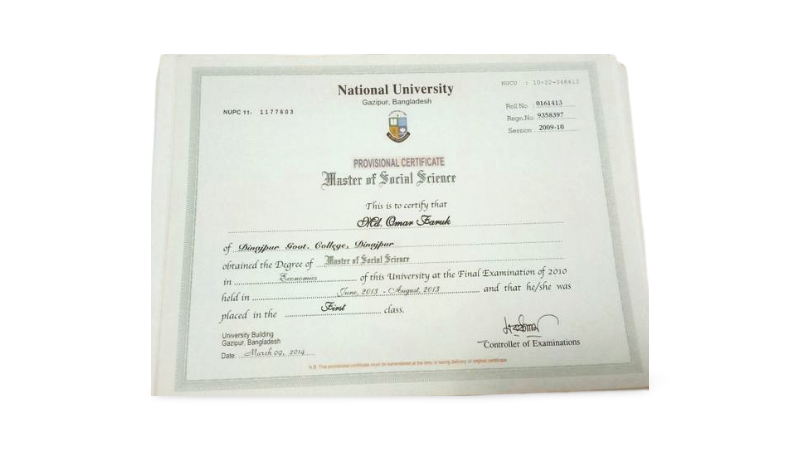 National University
Gazipur, Bangladesh
NUPC 11. 1177603
Roll No. 0161413
Regn.No. 9358397
Session 2009-10
PROVISIONAL CERTIFICATE
Master of Social Science
This is to certify that
Md. Omar Faruk
of Dinajpur Govt. College, Dinajpur
obtained the Degree of Master of Social Science
in Economics of this University at the Final Examination of 2010
held in June, 2013 - August, 2013 and that he/she was
placed in the First class.
University Building
Gazipur, Bangladesh
Date: March 09, 2014
Controller of Examinations
N.B. The provisional certificate must be surrendered at the time of taking delivery of original certificate.